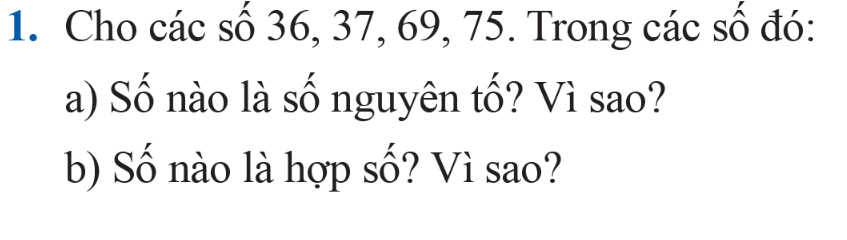 1. Cho các số 36, 37, 69, 75. Trong các số đó:
a) Số nào là số nguyên tố? Vì sao?
b) Số nào là hợp số? Vì sao?